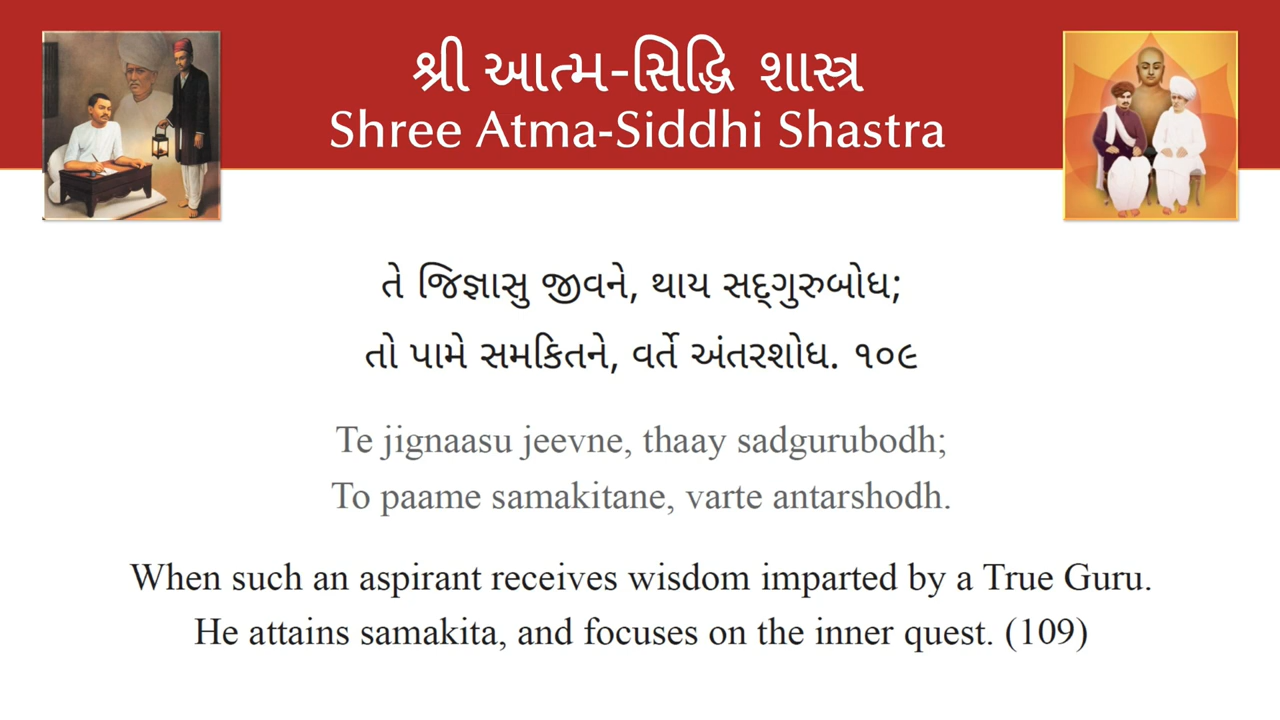 શ્રી આત્મ-સિદ્ધિ શાસ્ત્ર
Shree Atma-Siddhi Shastra
તે જિજ્ઞાસુ જીવને, થાય સદ્‌ગુરુબોધ;
તો પામે સમકિતને, વર્તે અંતરશોધ. ૧૦૯
Te jignaasu jeevne, thaay sadgurubodh;
To paame samakitane, varte antarshodh.
When such an aspirant receives wisdom imparted by a True Guru.
He attains samakita, and focuses on the inner quest. (109)